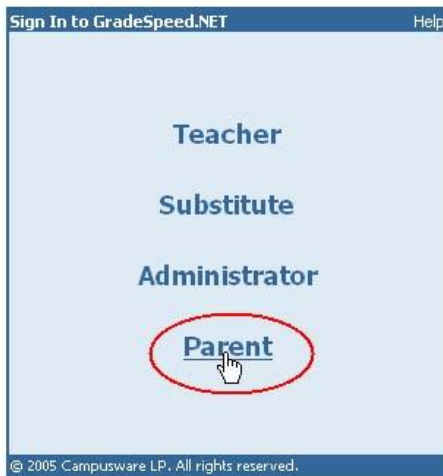 Sign In to GradeSpeed.NET Help
Teacher
Substitute
Administrator
Parent
© 2005 Campusware LP. All rights reserved.